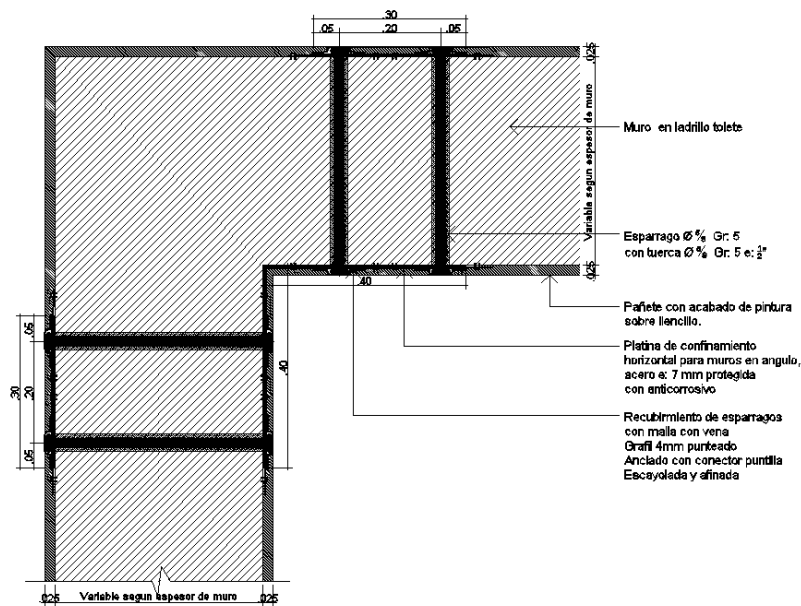 .30
.05 .20 .05
.025
Variable segun espesor de muro
.025
Muro en ladrillo tolete
Esparrago Ø ⅝ Gr. 5
con tuerca Ø ⅝ Gr. 5 e: ½"
.40
Pañete con acabado de pintura
sobre liencillo.
Platina de confinamiento
horizontal para muros en angulo,
acero e: 7 mm protegida
con anticorrosivo
.05
.30 .20 .40
.05
Recubrimiento de esparragos
con malla con vena
Grafil 4mm punteado
Anclado con conector puntilla
Escayolada y afinada
.025 Variable segun espesor de muro .025